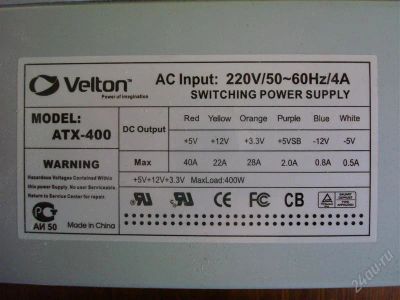 Velton
Power of imagination
AC Input: 220V/50~60Hz/4A
SWITCHING POWER SUPPLY
MODEL:
ATX-400
DC Output Red Yellow Orange Purple Blue White
+5V +12V +3.3V +5VSB -12V -5V
Max 40A 22A 28A 2.0A 0.8A 0.5A
WARNING
Hazardous Voltages Contained Within
this power Supply not user Serviceable
Return to Service Center for repair.
+5V+12V+3.3V MaxLoad:400W
АИ 50
In China
CE FC CB
24au.ru